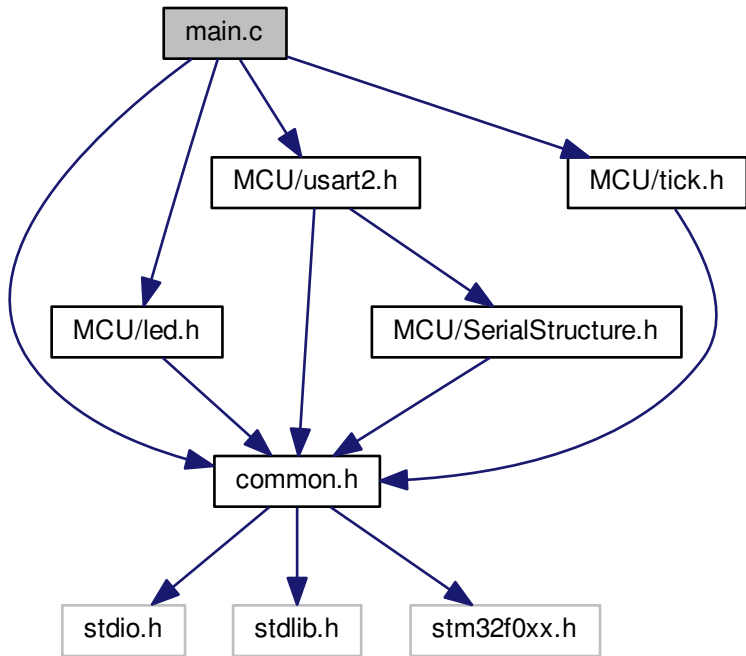 main.c
MCU/usart2.h
MCU/tick.h
MCU/led.h
MCU/SerialStructure.h
common.h
stdio.h
stdlib.h
stm32f0xx.h